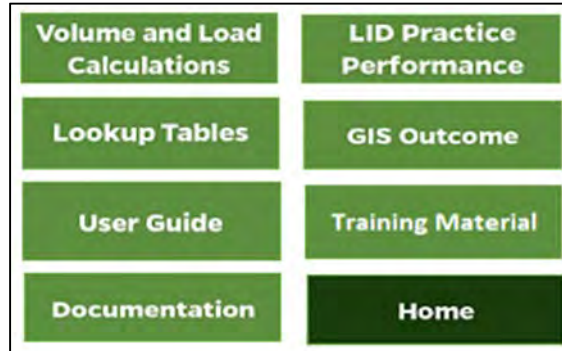 Volume and Load
Calculations
LID Practice
Performance
Lookup Tables
GIS Outcome
User Guide
Training Material
Documentation
Home